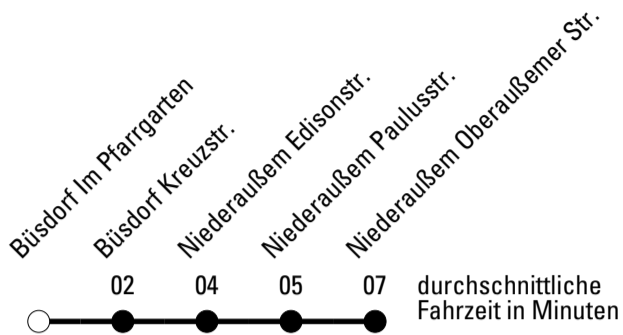 Büsdorf Im Pfarrgarten
Büsdorf Kreuzstr.
Niederaußem Edisonstr.
Niederaußem Paulusstr.
Niederaußem Oberaußemer Str.
02 04 05 07 durchschnittliche
Fahrzeit in Minuten